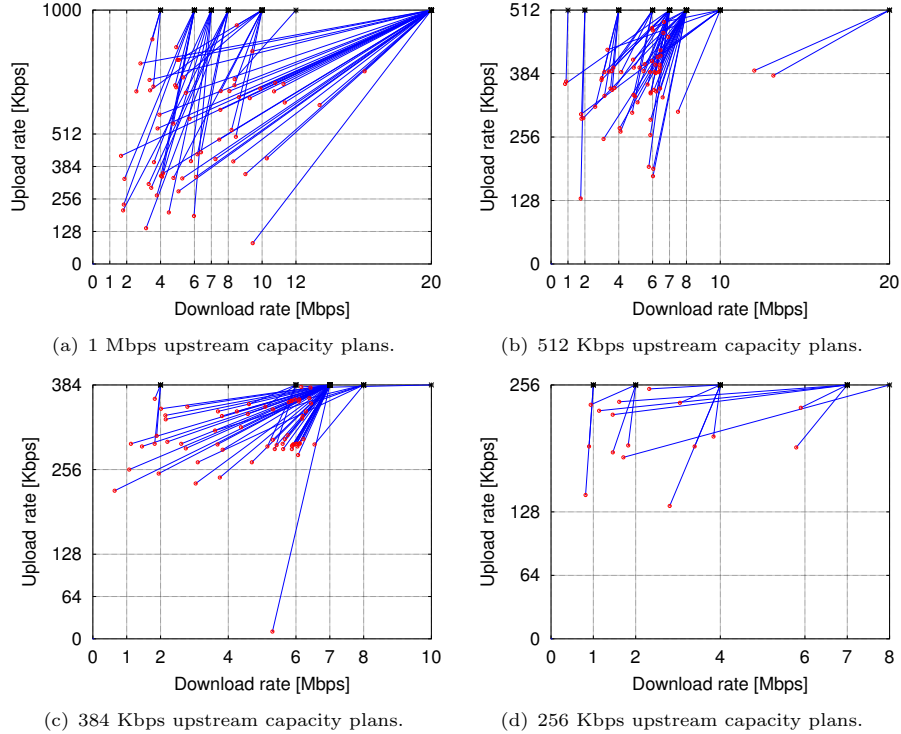 1000
512
384
256
128
0
Upload rate [Kbps]
0 1 2 4 6 7 8 10 12 20
Download rate [Mbps]
(a) 1 Mbps upstream capacity plans.
512
384
256
128
0
Upload rate [Kbps]
0 1 2 4 6 7 8 10 20
Download rate [Mbps]
(b) 512 Kbps upstream capacity plans.
384
256
128
64
0
Upload rate [Kbps]
0 1 2 4 6 7 8 10
Download rate [Mbps]
(c) 384 Kbps upstream capacity plans.
256
128
64
0
Upload rate [Kbps]
0 1 2 4 7 8
Download rate [Mbps]
(d) 256 Kbps upstream capacity plans.